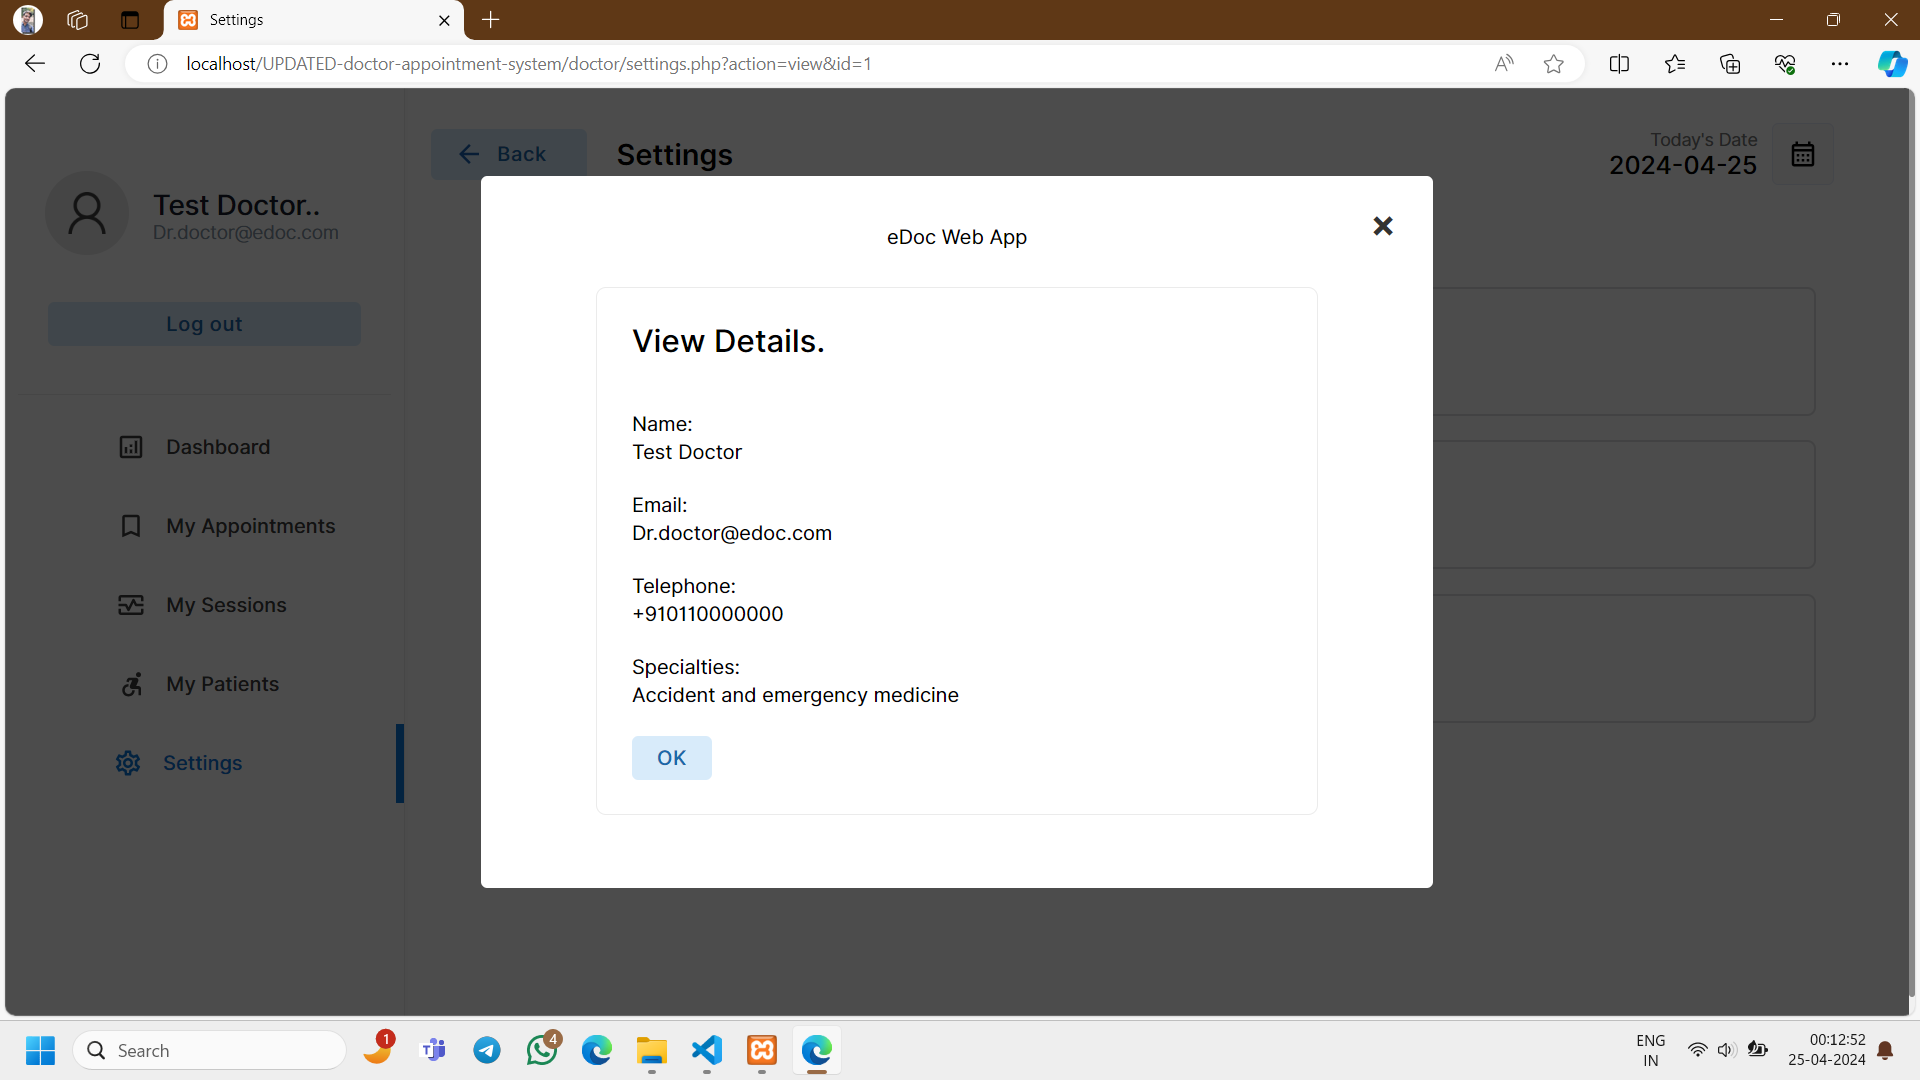 Settings
localhost/UPDATED-doctor-appointment-system/doctor/settings.php?action=view&id=1
Back
Settings
Today's Date
2024-04-25
Test Doctor..
Dr.doctor@edoc.com
Log out
Dashboard
My Appointments
My Sessions
My Patients
Settings
eDoc Web App
View Details.
Name:
Test Doctor
Email:
Dr.doctor@edoc.com
Telephone:
+910110000000
Specialties:
Accident and emergency medicine
OK
Search
1
4
ENG
IN
00:12:52
25-04-2024